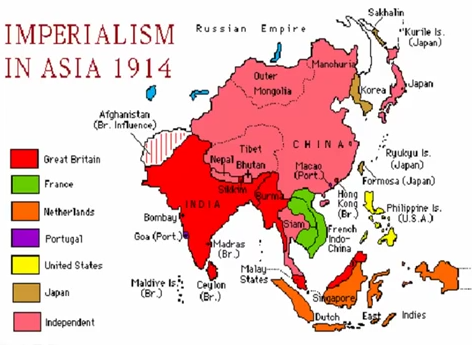 IMPERIALISM
IN ASIA 1914
Russian Empire
Sakhalin
Kurile Is.
(Japan)
Manchuria
Outer
Mongolia
Korea
Japan
Afghanistan
(Br. Influence)
Tibet
CHINA
Nepal
Bhutan
Ryukyu Is.
(Japan)
Macao
(Port.)
Great Britain
France
Netherlands
Portugal
United States
Japan
Independent
Sikkim
Burma
Hong
Kong
(Br.)
Formosa (Japan)
INDIA
Philippine Is.
(U.S.A.)
Bombay
Goa (Port.)
Siam
French
Indo-
China
Madras
(Br.)
Maldive Is.
(Br.)
Ceylon
(Br.)
Malay
States
Singapore
Dutch East Indies